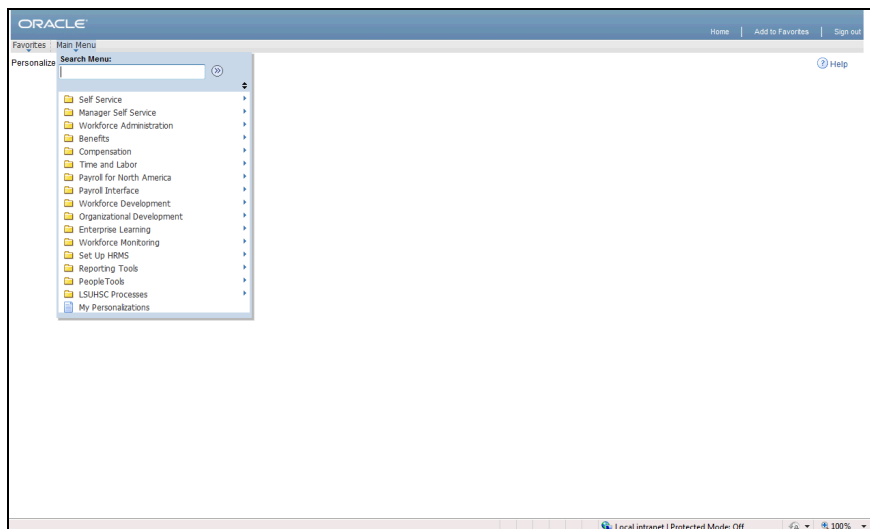 ORACLE
Home | Add to Favorites | Sign out
Favorites Main Menu
Personalize Search Menu: Help
Self Service
Manager Self Service
Workforce Administration
Benefits
Compensation
Time and Labor
Payroll for North America
Payroll Interface
Workforce Development
Organizational Development
Enterprise Learning
Workforce Monitoring
Set Up HRMS
Reporting Tools
PeopleTools
LSUHSC Processes
My Personalizations
Local intranet | Protected Mode: Off 100%